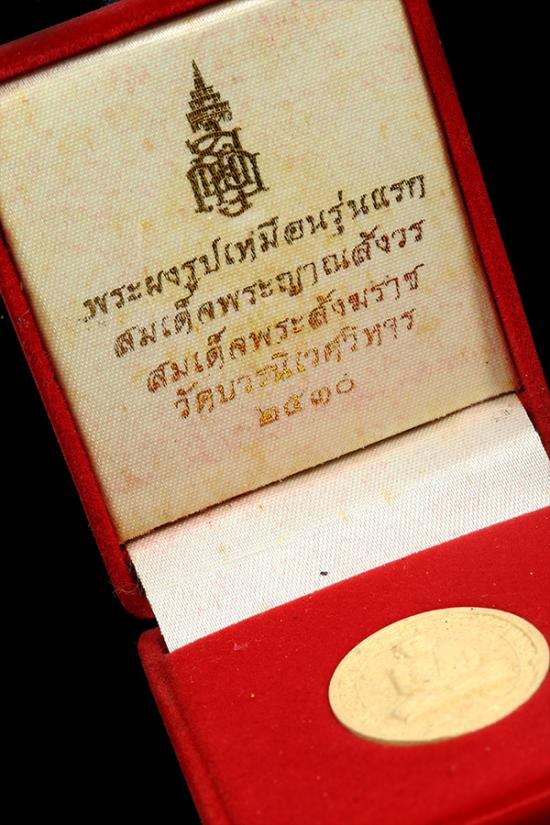 พระผงรูปเหมือนรุ่นแรก
สมเด็จพระญาณสังวร
สมเด็จพระสังฆราช
วัดบวรนิเวศวิหาร
๒๕๓๐